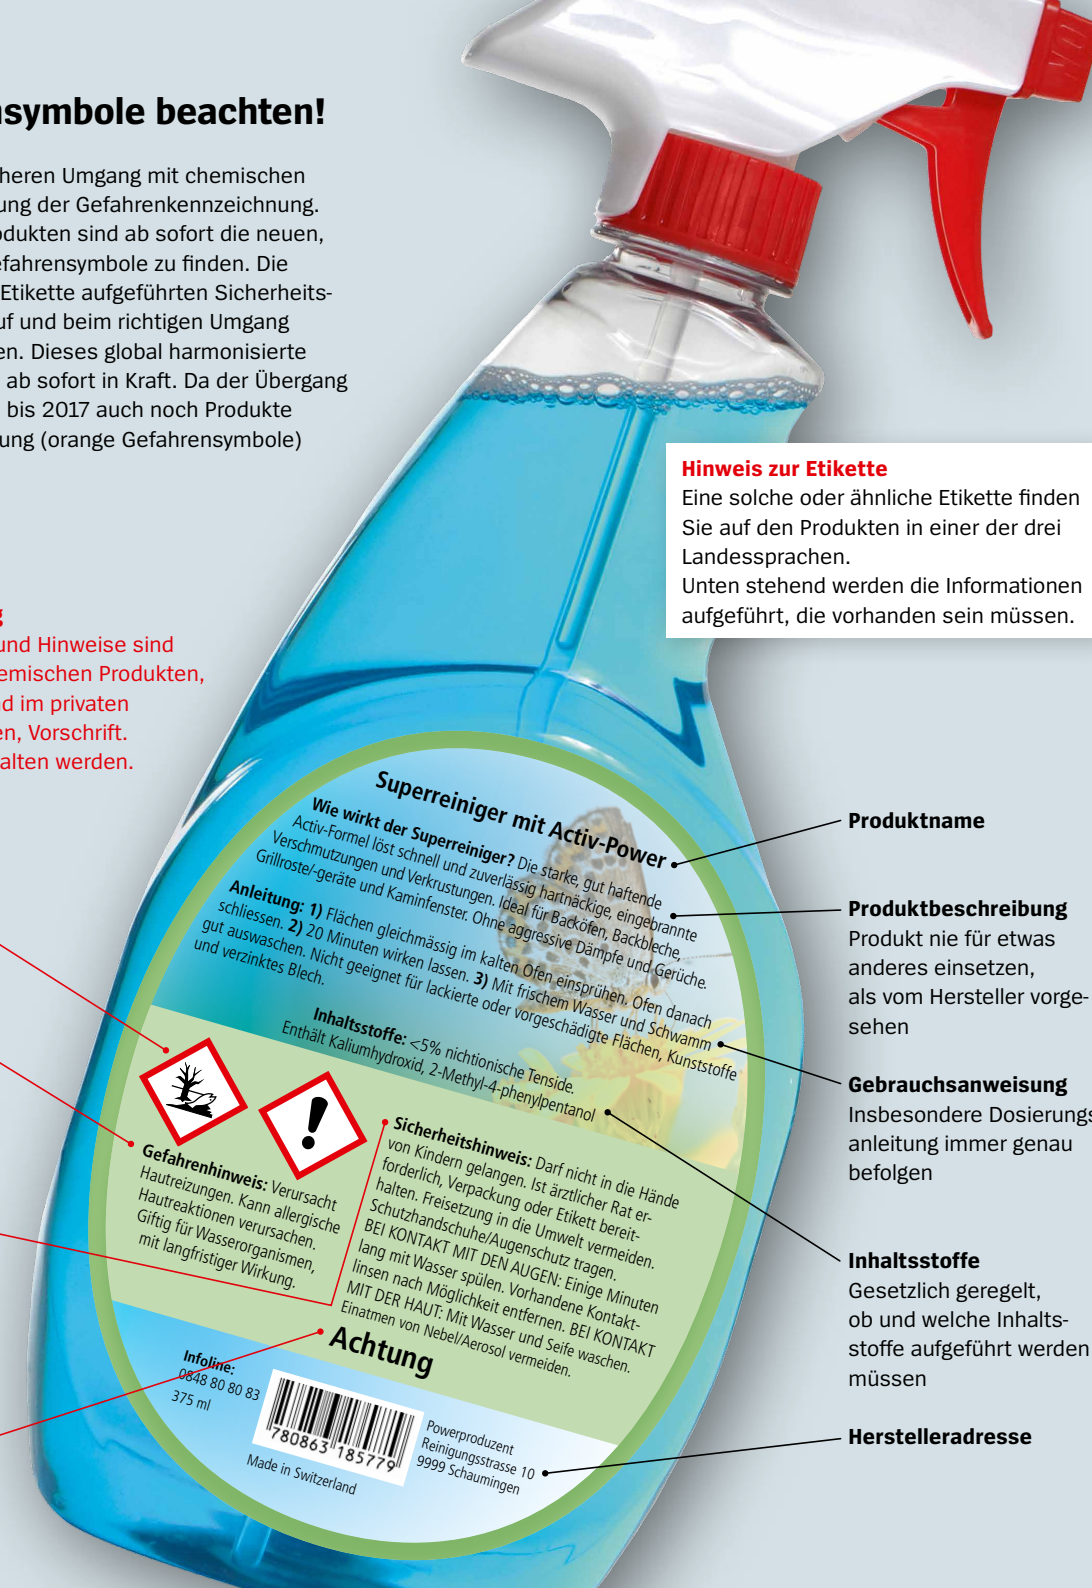 nsymbole beachten!
heren Umgang mit chemischen
ung der Gefahrenkennzeichnung.
odukten sind ab sofort die neuen,
efahrensymbole zu finden. Die
Etikette aufgeführten Sicherheits-
uf und beim richtigen Umgang
en. Dieses global harmonisierte
ab sofort in Kraft. Da der Übergang
bis 2017 auch noch Produkte
ung (orange Gefahrensymbole)
Hinweis zur Etikette
Eine solche oder ähnliche Etikette finden
Sie auf den Produkten in einer der drei
Landessprachen.
Unten stehend werden die Informationen
aufgeführt, die vorhanden sein müssen.
g
und Hinweise sind
emischen Produkten,
d im privaten
en, Vorschrift.
alten werden.
Superreiniger mit Activ-Power
Wie wirkt der Superreiniger? Die starke, gut haftende
Activ-Formel löst schnell und zuverlässig hartnäckige, eingebrannte
Verschmutzungen und Verkrustungen. Ideal für Backöfen, Backbleche,
Grillroste/-geräte und Kaminfenster. Ohne aggressive Dämpfe und Gerüche.
Anleitung: 1) Flächen gleichmässig im kalten Ofen einsprühen. Ofen danach
schliessen. 2) 20 Minuten wirken lassen. 3) Mit frischem Wasser und Schwamm
gut auswaschen. Nicht geeignet für lackierte oder vorgeschädigte Flächen, Kunststoffe
und verzinktes Blech.
Inhaltsstoffe: <5% nichtionische Tenside.
Enthält Kaliumhydroxid, 2-Methyl-4-phenylpentanol
Gefahrenhinweis: Verursacht
Hautreizungen. Kann allergische
Hautreaktionen verursachen.
Giftig für Wasserorganismen,
mit langfristiger Wirkung.
Sicherheitshinweis: Darf nicht in die Hände
von Kindern gelangen. Ist ärztlicher Rat er-
forderlich, Verpackung oder Etikett bereit-
halten. Freisetzung in die Umwelt vermeiden.
Schutzhandschuhe/Augenschutz tragen.
BEI KONTAKT MIT DEN AUGEN: Einige Minuten
lang mit Wasser spülen. Vorhandene Kontakt-
linsen nach Möglichkeit entfernen. BEI KONTAKT
MIT DER HAUT: Mit Wasser und Seife waschen.
Einatmen von Nebel/Aerosol vermeiden.
Achtung
Infoline:
0848 80 80 83
375 ml
780863 185779
Made in Switzerland
Powerproduzent
Reinigungsstrasse 10
9999 Schaumingen
Produktname
Produktbeschreibung
Produkt nie für etwas
anderes einsetzen,
als vom Hersteller vorge-
sehen
Gebrauchsanweisung
Insbesondere Dosierungs
anleitung immer genau
befolgen
Inhaltsstoffe
Gesetzlich geregelt,
ob und welche Inhalts-
stoffe aufgeführt werden
müssen
Herstelleradresse